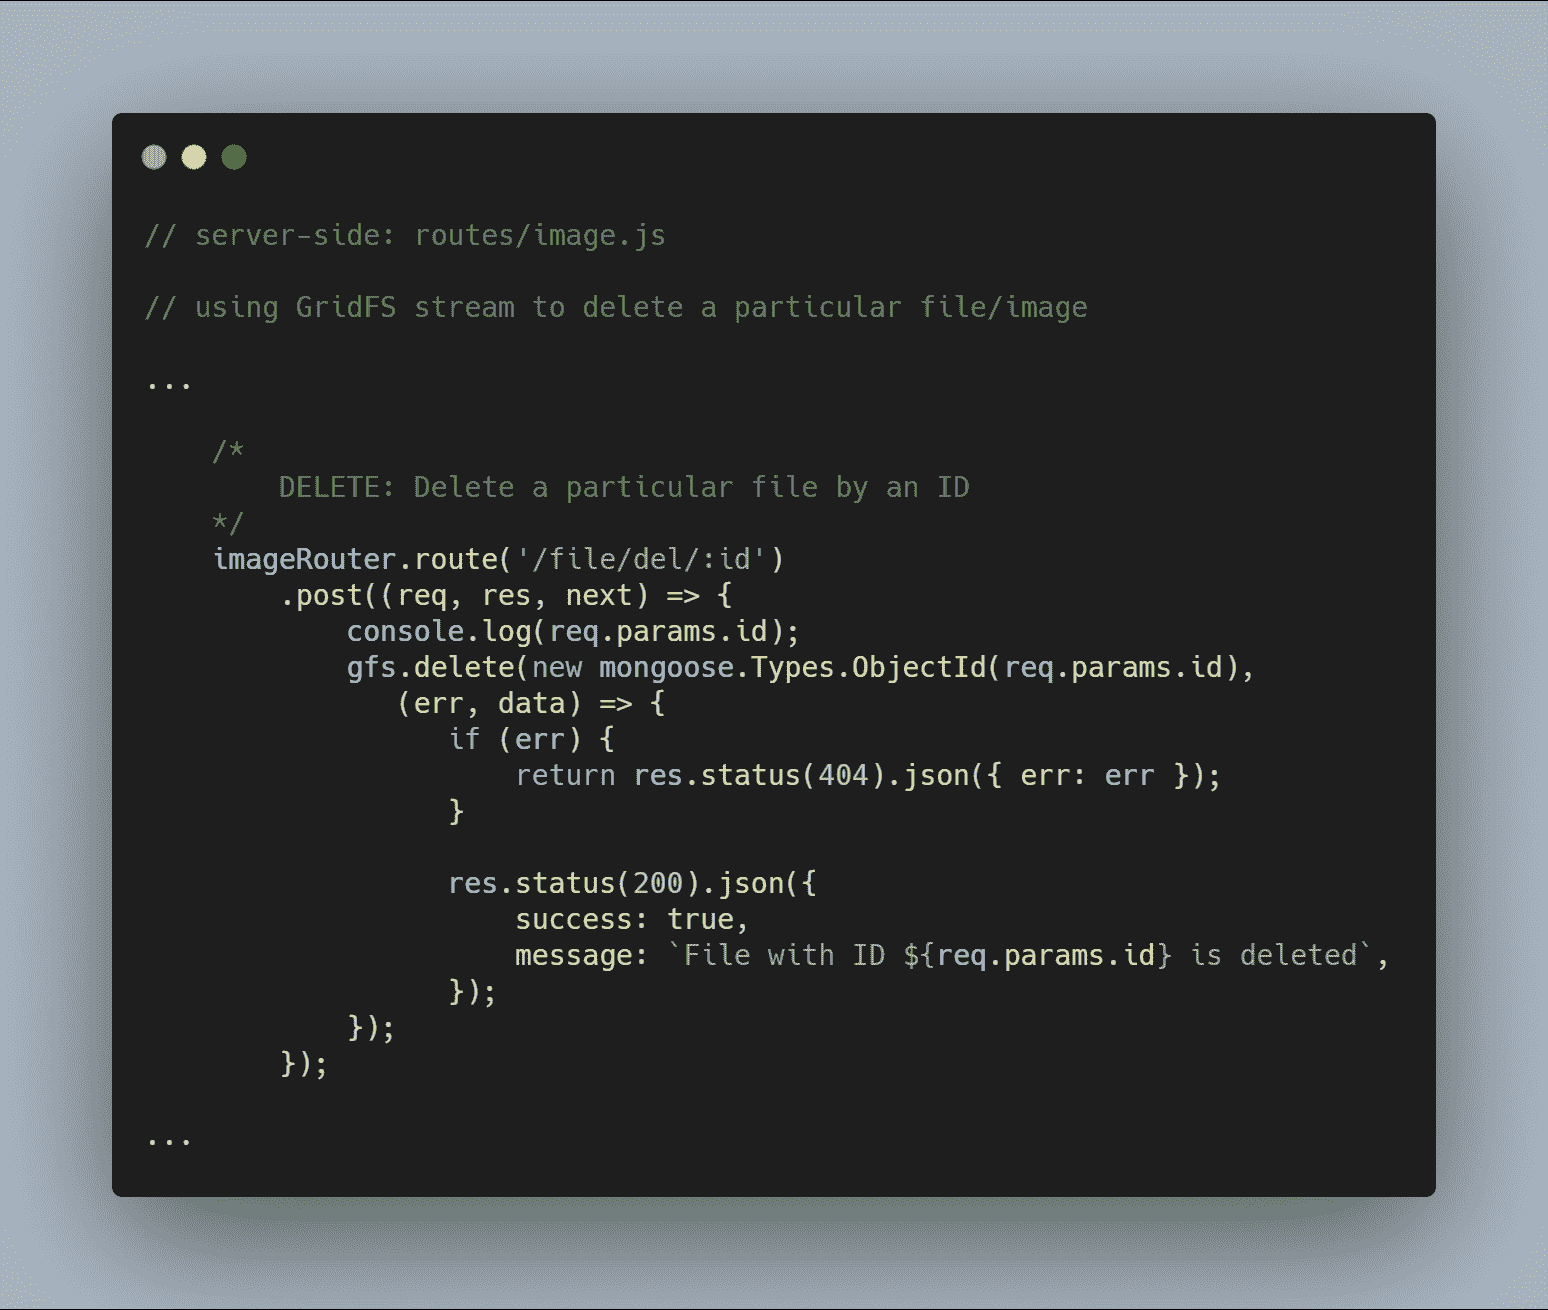 // server-side: routes/image.js
// using GridFS stream to delete a particular file/image
...
/*
DELETE: Delete a particular file by an ID
*/
imageRouter.route('/file/del/:id')
.post((req, res, next) => {
console.log(req.params.id);
gfs.delete(new mongoose.Types.ObjectId(req.params.id),
(err, data) => {
if (err) {
return res.status(404).json({ err: err });
}
res.status(200).json({
success: true,
message: `File with ID ${req.params.id} is deleted`,
});
});
});
...